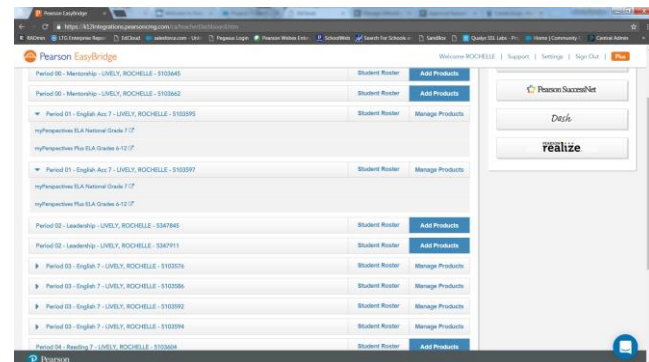 Pearson EasyBridge
https://k12integrations.pearsoncmg.com
Pearson EasyBridge
Welcome ROCHELLE | Support | Settings | Sign Out | Plus
Period 00 - Mentorship - LIVELY, ROCHELLE - 5103645 Student Roster Add Products
Period 00 - Mentorship - LIVELY, ROCHELLE - 5103662 Student Roster Add Products
Period 01 - English Acc 7 - LIVELY, ROCHELLE - 5103595 Student Roster Manage Products
myPerspectives ELA National Grade 7
myPerspectives Plus ELA Grades 6-12
Period 01 - English Acc 7 - LIVELY, ROCHELLE - 5103597 Student Roster Manage Products
myPerspectives ELA National Grade 7
myPerspectives Plus ELA Grades 6-12
Period 02 - Leadership - LIVELY, ROCHELLE - 5347845 Student Roster Add Products
Period 02 - Leadership - LIVELY, ROCHELLE - 5347911 Student Roster Add Products
Period 03 - English 7 - LIVELY, ROCHELLE - 5103576 Student Roster Manage Products
Period 03 - English 7 - LIVELY, ROCHELLE - 5103586 Student Roster Manage Products
Period 03 - English 7 - LIVELY, ROCHELLE - 5103592 Student Roster Manage Products
Period 03 - English 7 - LIVELY, ROCHELLE - 5103594 Student Roster Manage Products
Period 04 - Reading 7 - LIVELY, ROCHELLE - 5103604 Student Roster Add Products
Pearson SuccessNet
Dash
PEARSON
realize
Pearson